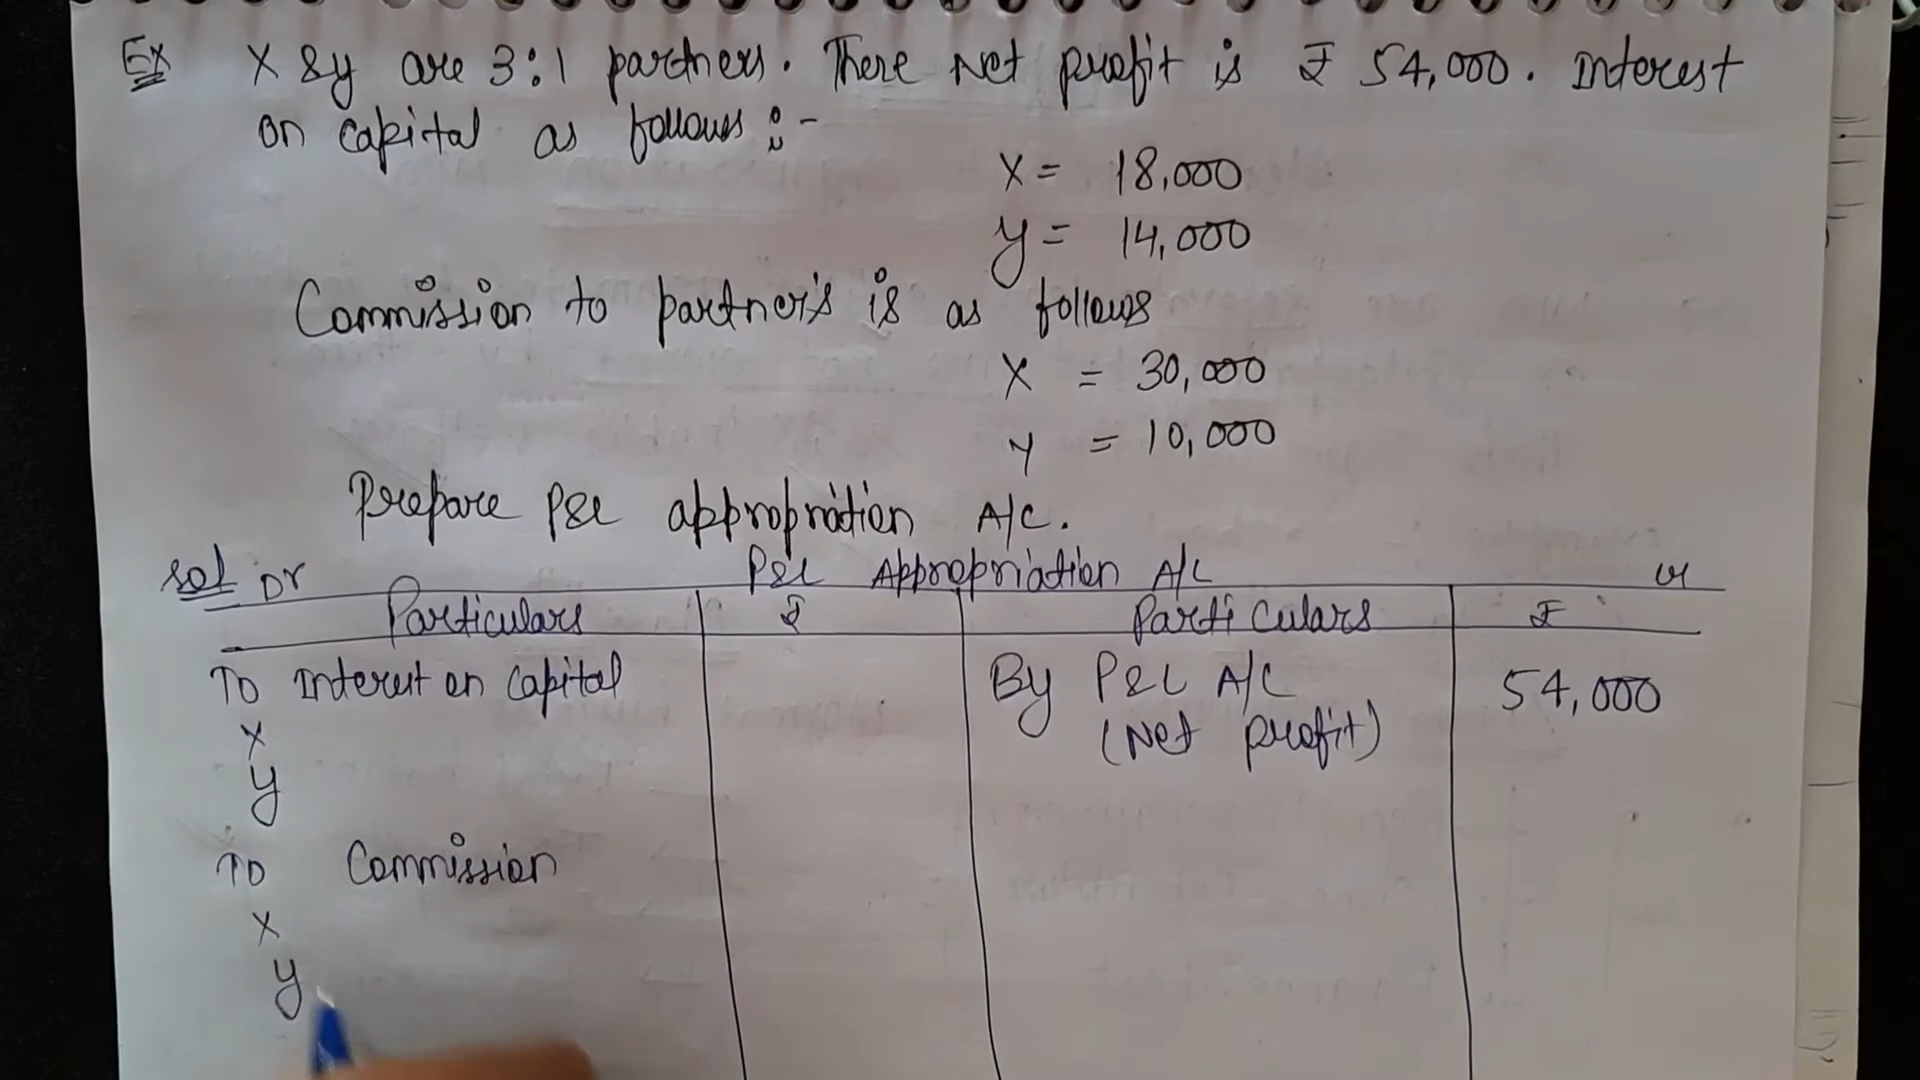 Ex X & y are 3:1 partners. There Net profit is ₹ 54,000. Interest
on capital as follows :-
X = 18,000
y = 14,000
Commission to partner's is as follows
X = 30,000
Y = 10,000
Prepare P&L appropriation A/C.
Sol Dr P&L Appropriation A/C Cr
Particulars ₹ Particulars ₹
To Interest on Capital By P&L A/C 54,000
X (Net profit)
y
To Commission
X
y